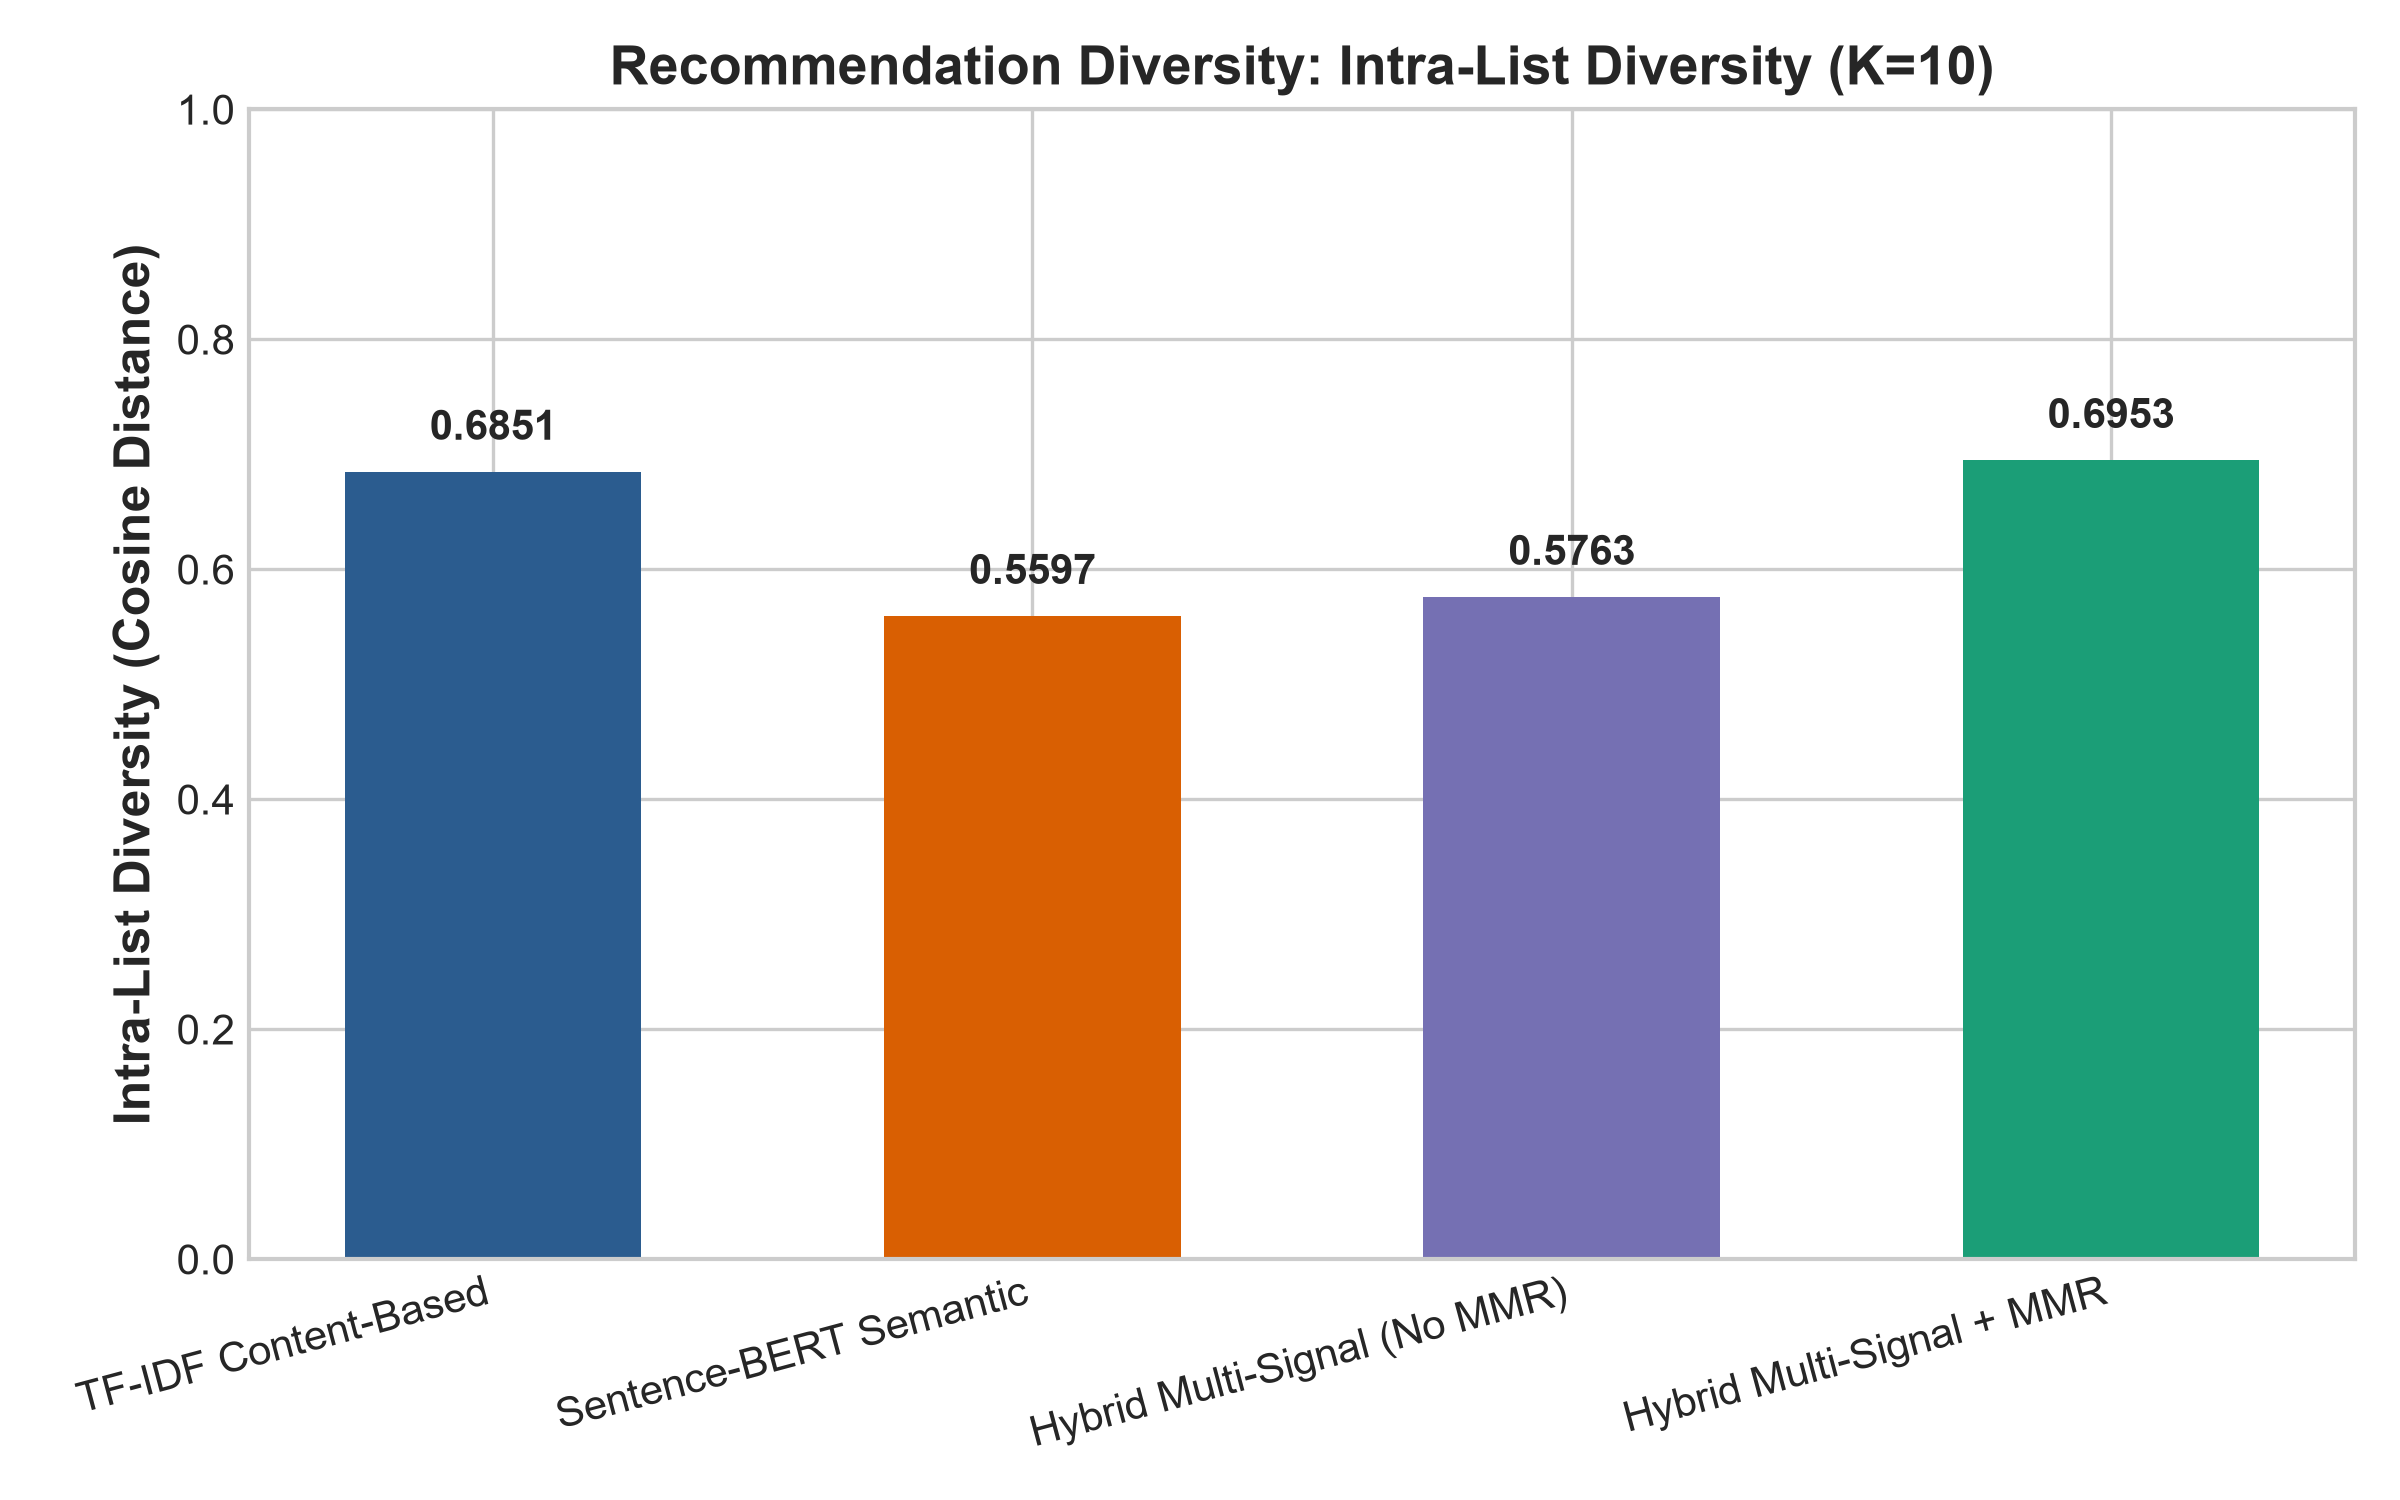 Recommendation Diversity: Intra-List Diversity (K=10)
Intra-List Diversity (Cosine Distance)
1.0
0.8
0.6
0.4
0.2
0.0
0.6851
0.5597
0.5763
0.6953
TF-IDF Content-Based
Sentence-BERT Semantic
Hybrid Multi-Signal (No MMR)
Hybrid Multi-Signal + MMR